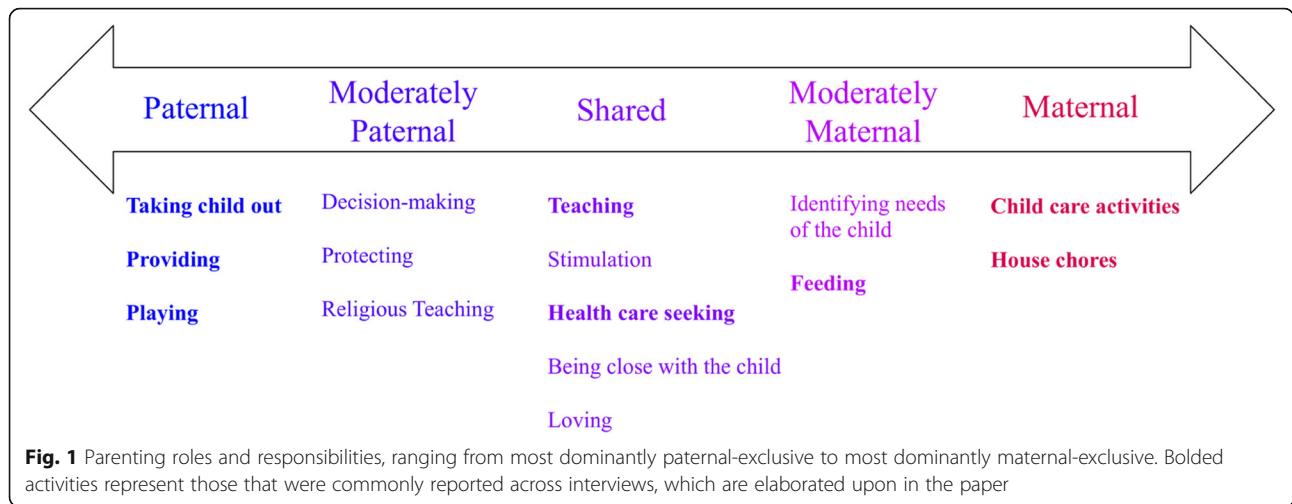 Paternal
Moderately
Paternal
Shared
Moderately
Maternal
Maternal
Taking child out
Providing
Playing
Decision-making
Protecting
Religious Teaching
Teaching
Stimulation
Health care seeking
Being close with the child
Loving
Identifying needs
of the child
Feeding
Child care activities
House chores
Fig. 1 Parenting roles and responsibilities, ranging from most dominantly paternal-exclusive to most dominantly maternal-exclusive. Bolded
activities represent those that were commonly reported across interviews, which are elaborated upon in the paper